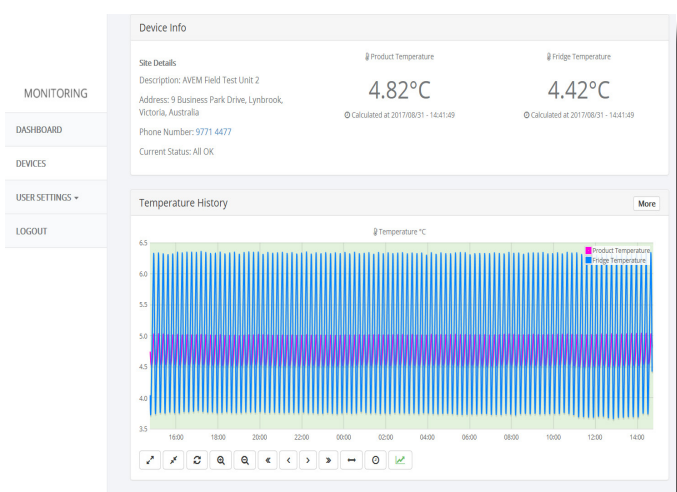 MONITORING
DASHBOARD
DEVICES
USER SETTINGS
LOGOUT
Device Info
Site Details
Description: AVEM Field Test Unit 2
Address: 9 Business Park Drive, Lynbrook,
Victoria, Australia
Phone Number: 9771 4477
Current Status: All OK
Product Temperature
4.82°C
Calculated at 2017/08/31 - 14:41:49
Fridge Temperature
4.42°C
Calculated at 2017/08/31 - 14:41:49
Temperature History
More
Temperature °C
Product Temperature
Fridge Temperature
6.5
6.0
5.5
5.0
4.5
4.0
3.5
16:00 18:00 20:00 22:00 00:00 02:00 04:00 06:00 08:00 10:00 12:00 14:00